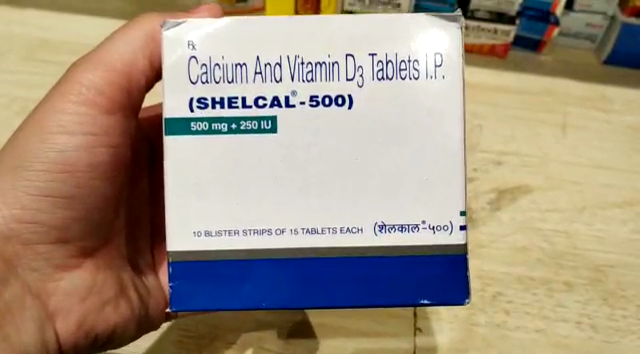 Rx
Calcium And Vitamin D3 Tablets I.P.
(SHELCAL®-500)
500 mg + 250 IU
10 BLISTER STRIPS OF 15 TABLETS EACH (शेलकाल®-५००)